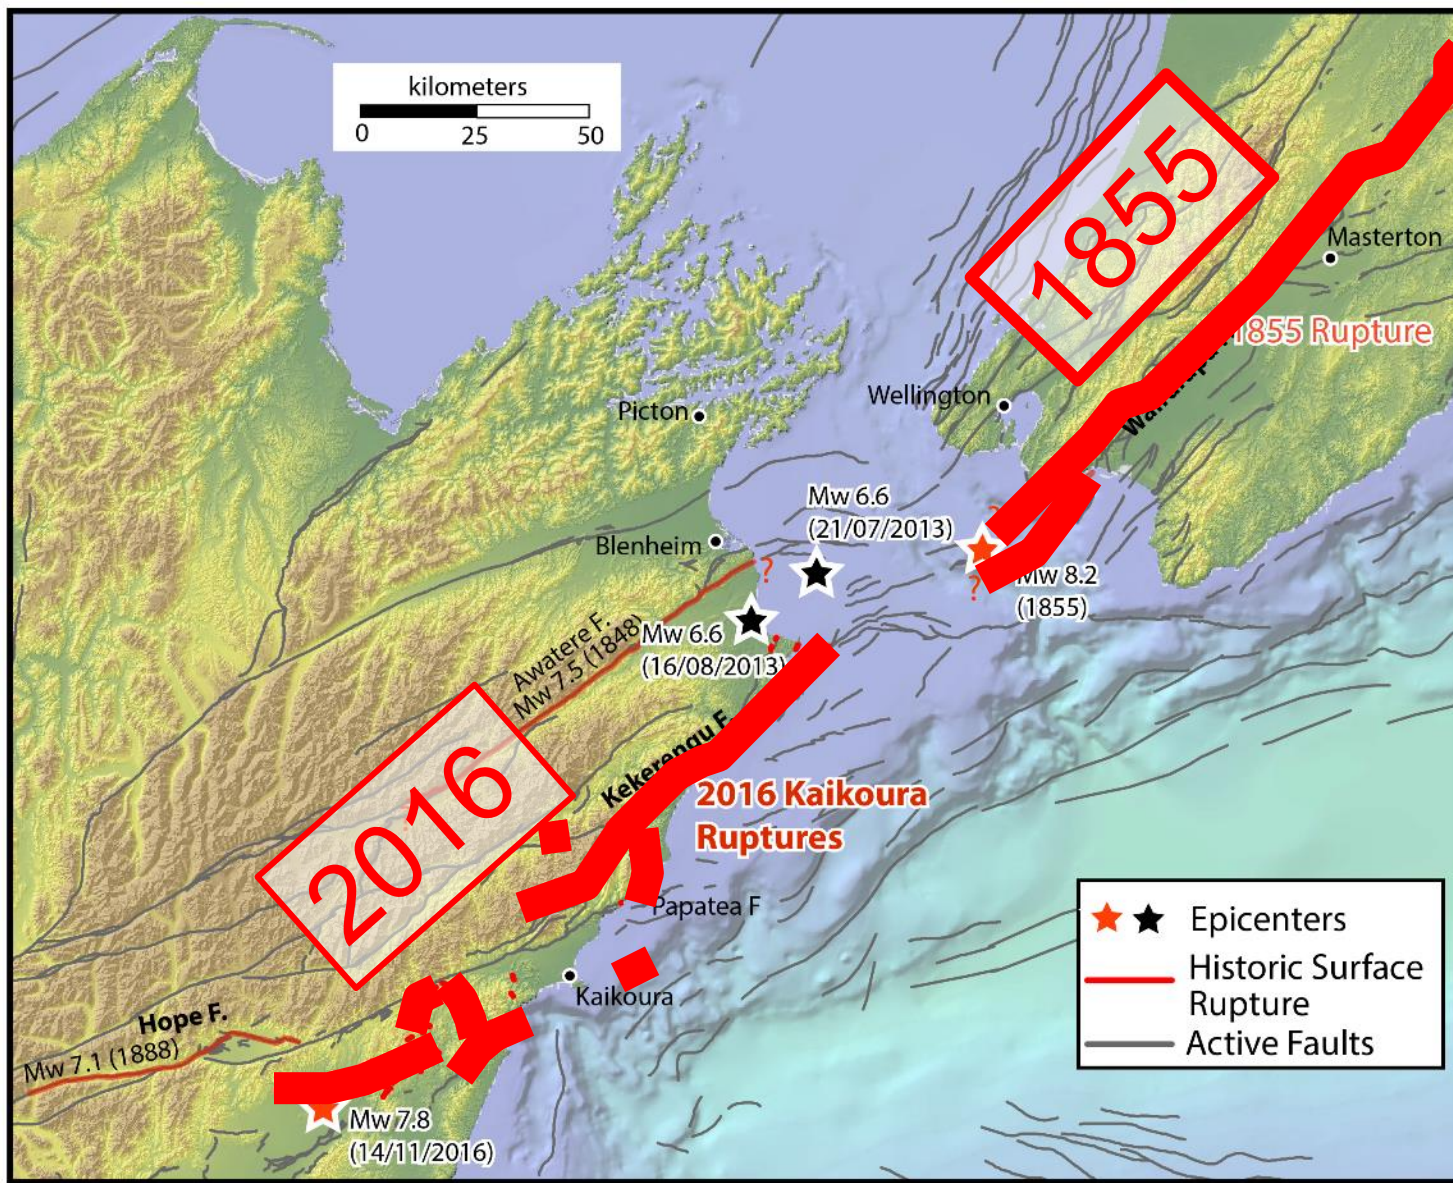 kilometers
0 25 50
1855
Masterton
1855 Rupture
Wellington
Picton
Mw 6.6
(21/07/2013)
Blenheim
?
?
?
Mw 8.2
(1855)
Mw 6.6
(16/08/2013)
Awatere F.
Mw 7.5 (1848)
2016
Kekerengu F.
2016 Kaikoura
Ruptures
Papatea F
Kaikoura
Hope F.
Mw 7.1 (1888)
Mw 7.8
(14/11/2016)
Epicenters
Historic Surface
Rupture
Active Faults